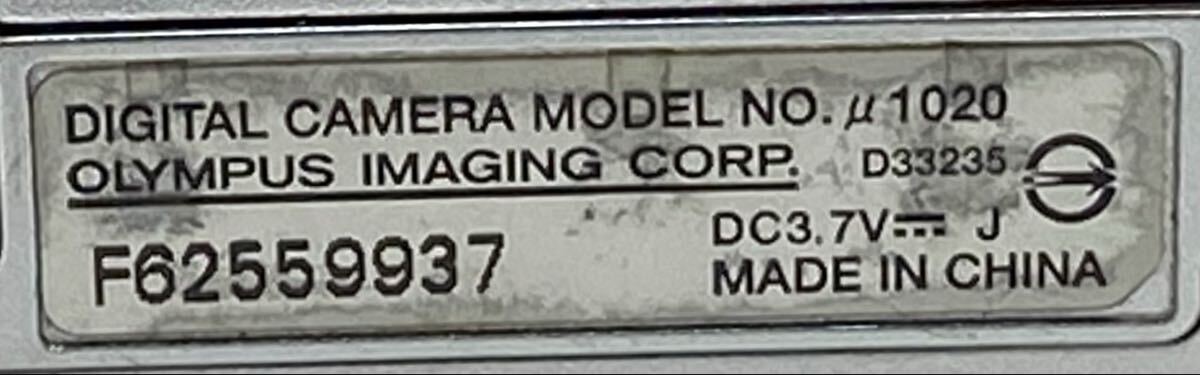 DIGITAL CAMERA MODEL NO. μ1020
OLYMPUS IMAGING CORP. D33235
F62559937
DC3.7V⎓ J
MADE IN CHINA